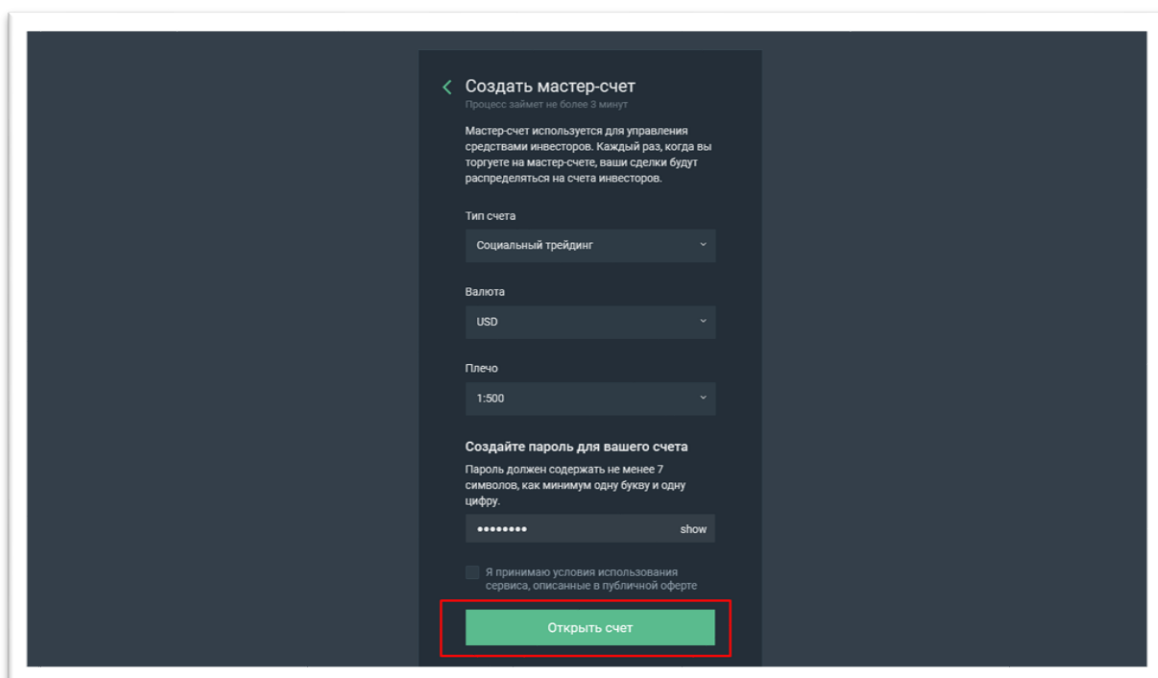 Создать мастер-счет
Процесс займет не более 3 минут
Мастер-счет используется для управления
средствами инвесторов. Каждый раз, когда вы
торгуете на мастер-счете, ваши сделки будут
распределяться на счета инвесторов.
Тип счета
Социальный трейдинг
Валюта
USD
Плечо
1:500
Создайте пароль для вашего счета
Пароль должен содержать не менее 7
символов, как минимум одну букву и одну
цифру.
•••••••• show
Я принимаю условия использования
сервиса, описанные в публичной оферте
Открыть счет